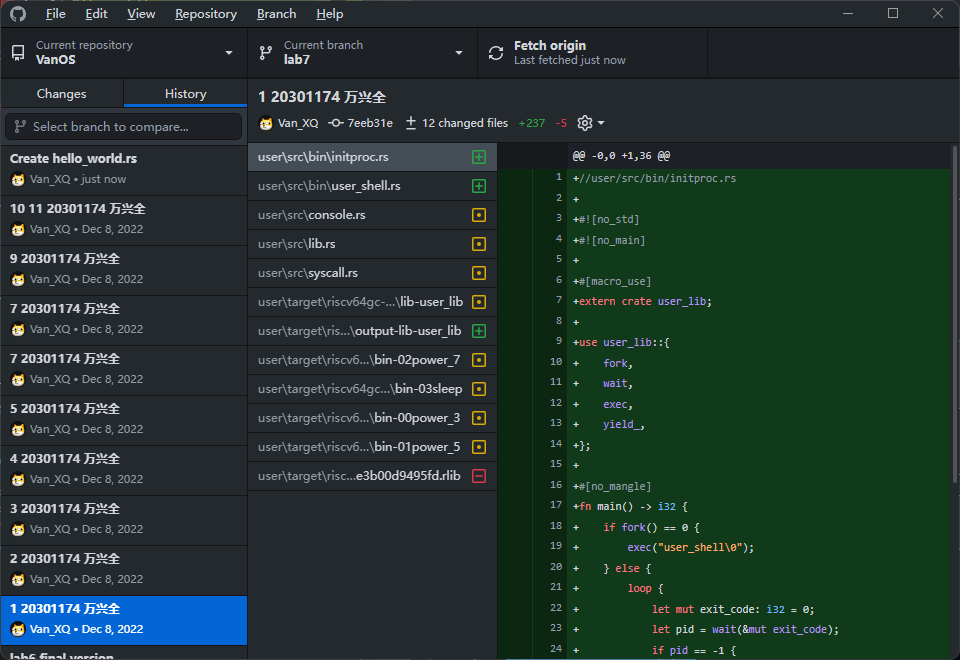 File Edit View Repository Branch Help
Current repository
VanOS
Current branch
lab7
Fetch origin
Last fetched just now
Changes History
Select branch to compare...
Create hello_world.rs
Van_XQ • just now
10 11 20301174 万兴全
Van_XQ • Dec 8, 2022
9 20301174 万兴全
Van_XQ • Dec 8, 2022
7 20301174 万兴全
Van_XQ • Dec 8, 2022
7 20301174 万兴全
Van_XQ • Dec 8, 2022
5 20301174 万兴全
Van_XQ • Dec 8, 2022
4 20301174 万兴全
Van_XQ • Dec 8, 2022
3 20301174 万兴全
Van_XQ • Dec 8, 2022
2 20301174 万兴全
Van_XQ • Dec 8, 2022
1 20301174 万兴全
Van_XQ • Dec 8, 2022
lab6 final version
1 20301174 万兴全
Van_XQ 7eeb31e 12 changed files +237 -5
user\src\bin\initproc.rs
user\src\bin\user_shell.rs
user\src\console.rs
user\src\lib.rs
user\src\syscall.rs
user\target\riscv64gc-...\lib-user_lib
user\target\ris...\output-lib-user_lib
user\target\riscv6...\bin-02power_7
user\target\riscv64gc...\bin-03sleep
user\target\riscv6...\bin-00power_3
user\target\riscv6...\bin-01power_5
user\target\risc...e3b00d9495fd.rlib
@@ -0,0 +1,36 @@
1 +//user/src/bin/initproc.rs
2 +
3 +#![no_std]
4 +#![no_main]
5 +
6 +#[macro_use]
7 +extern crate user_lib;
8 +
9 +use user_lib::{
10 +    fork,
11 +    wait,
12 +    exec,
13 +    yield_,
14 +};
15 +
16 +#[no_mangle]
17 +fn main() -> i32 {
18 +    if fork() == 0 {
19 +        exec("user_shell\0");
20 +    } else {
21 +        loop {
22 +            let mut exit_code: i32 = 0;
23 +            let pid = wait(&mut exit_code);
24 +            if pid == -1 {